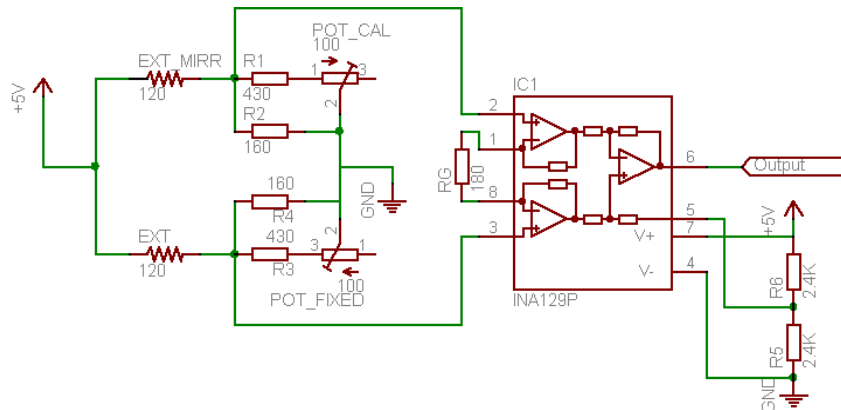 POT_CAL
100
EXT_MIRR
R1
1
3
120
430
2
R2
160
+5V
IC1
2
1
RG
180
8
3
6
Output
5
7
4
V+
V-
INA129P
+5V
R6
2.4K
R5
2.4K
GND
160
R4
GND
2
430
EXT
3
1
120
R3
100
POT_FIXED